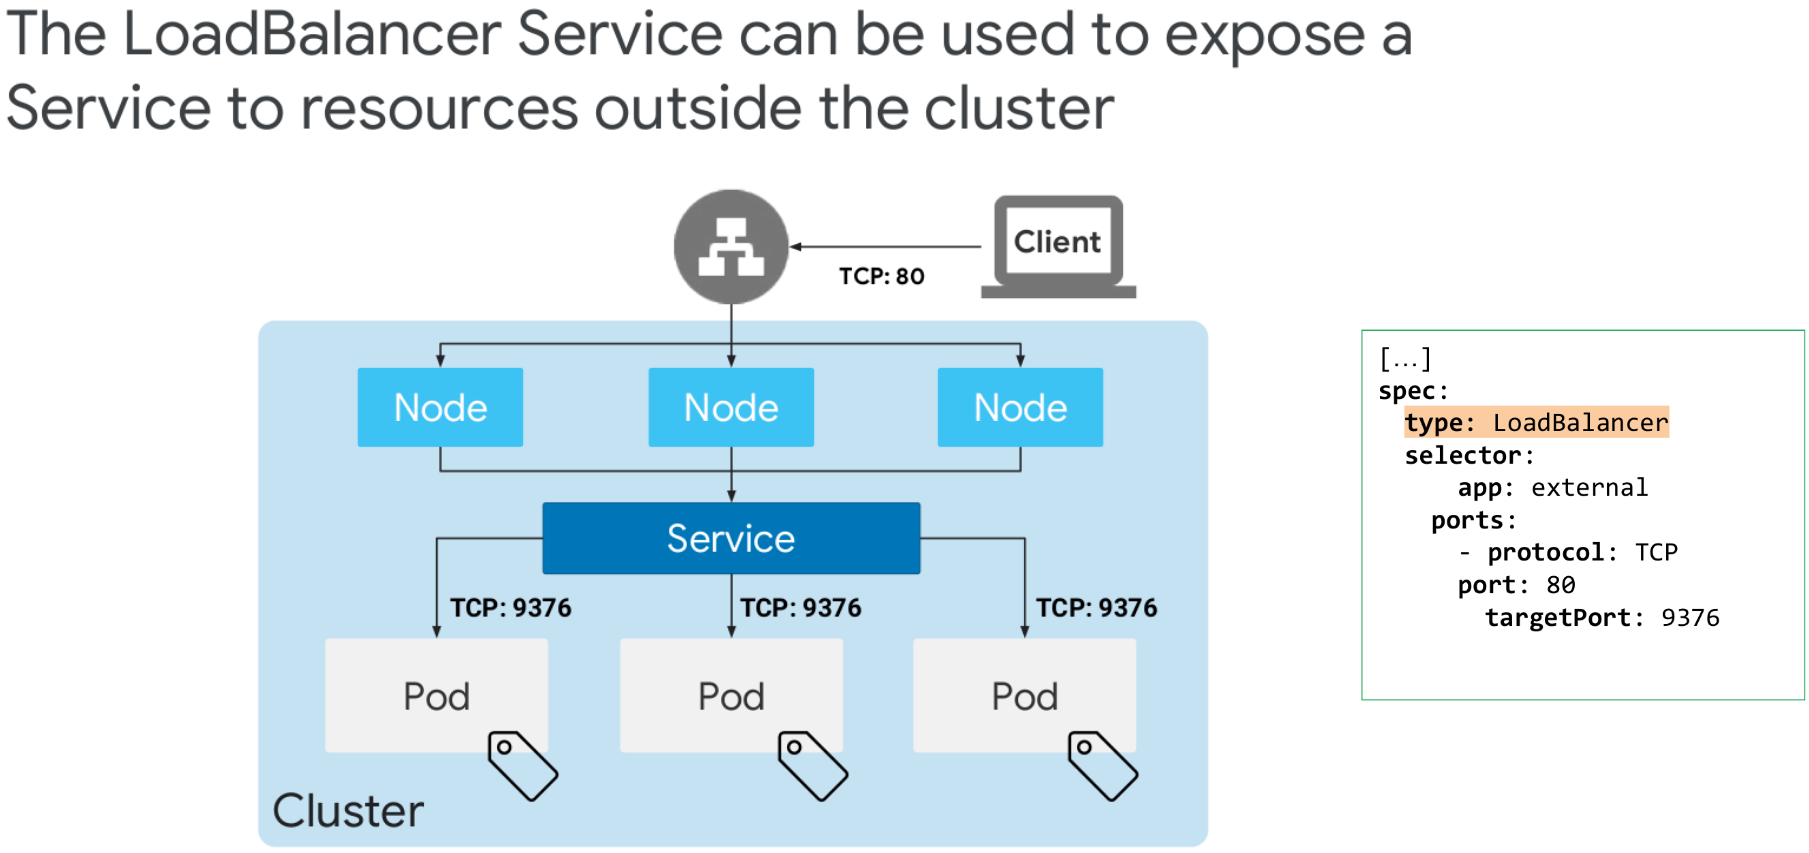 The LoadBalancer Service can be used to expose a
Service to resources outside the cluster
Client
TCP: 80
Node
Node
Node
Service
TCP: 9376
TCP: 9376
TCP: 9376
Pod
Pod
Pod
Cluster
[...]
spec:
type: LoadBalancer
selector:
app: external
ports:
- protocol: TCP
port: 80
targetPort: 9376